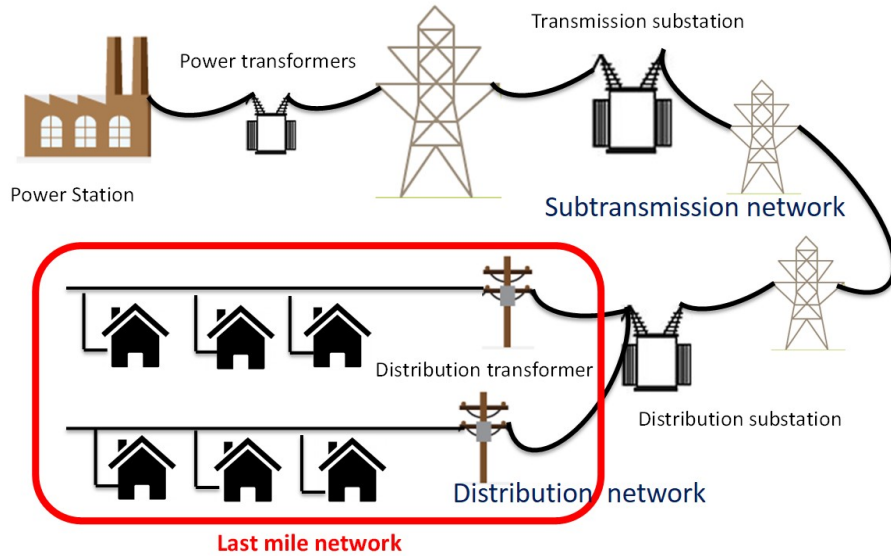 Transmission substation
Power transformers
Power Station
Subtransmission network
Distribution transformer
Distribution substation
Distribution network
Last mile network